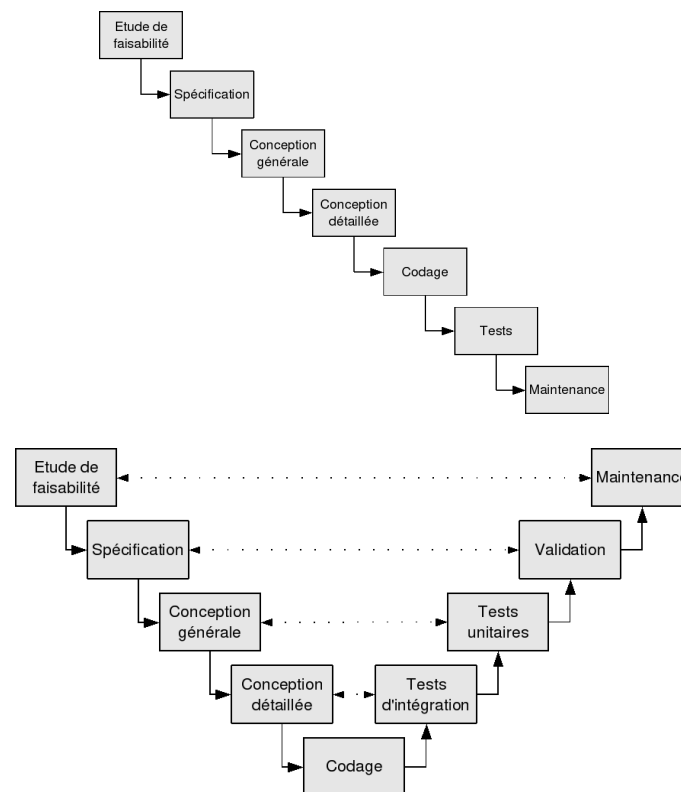 Etude de
faisabilité
Spécification
Conception
générale
Conception
détaillée
Codage
Tests
Maintenance
Etude de
faisabilité
Maintenance
Spécification
Validation
Conception
générale
Tests
unitaires
Conception
détaillée
Tests
d'intégration
Codage